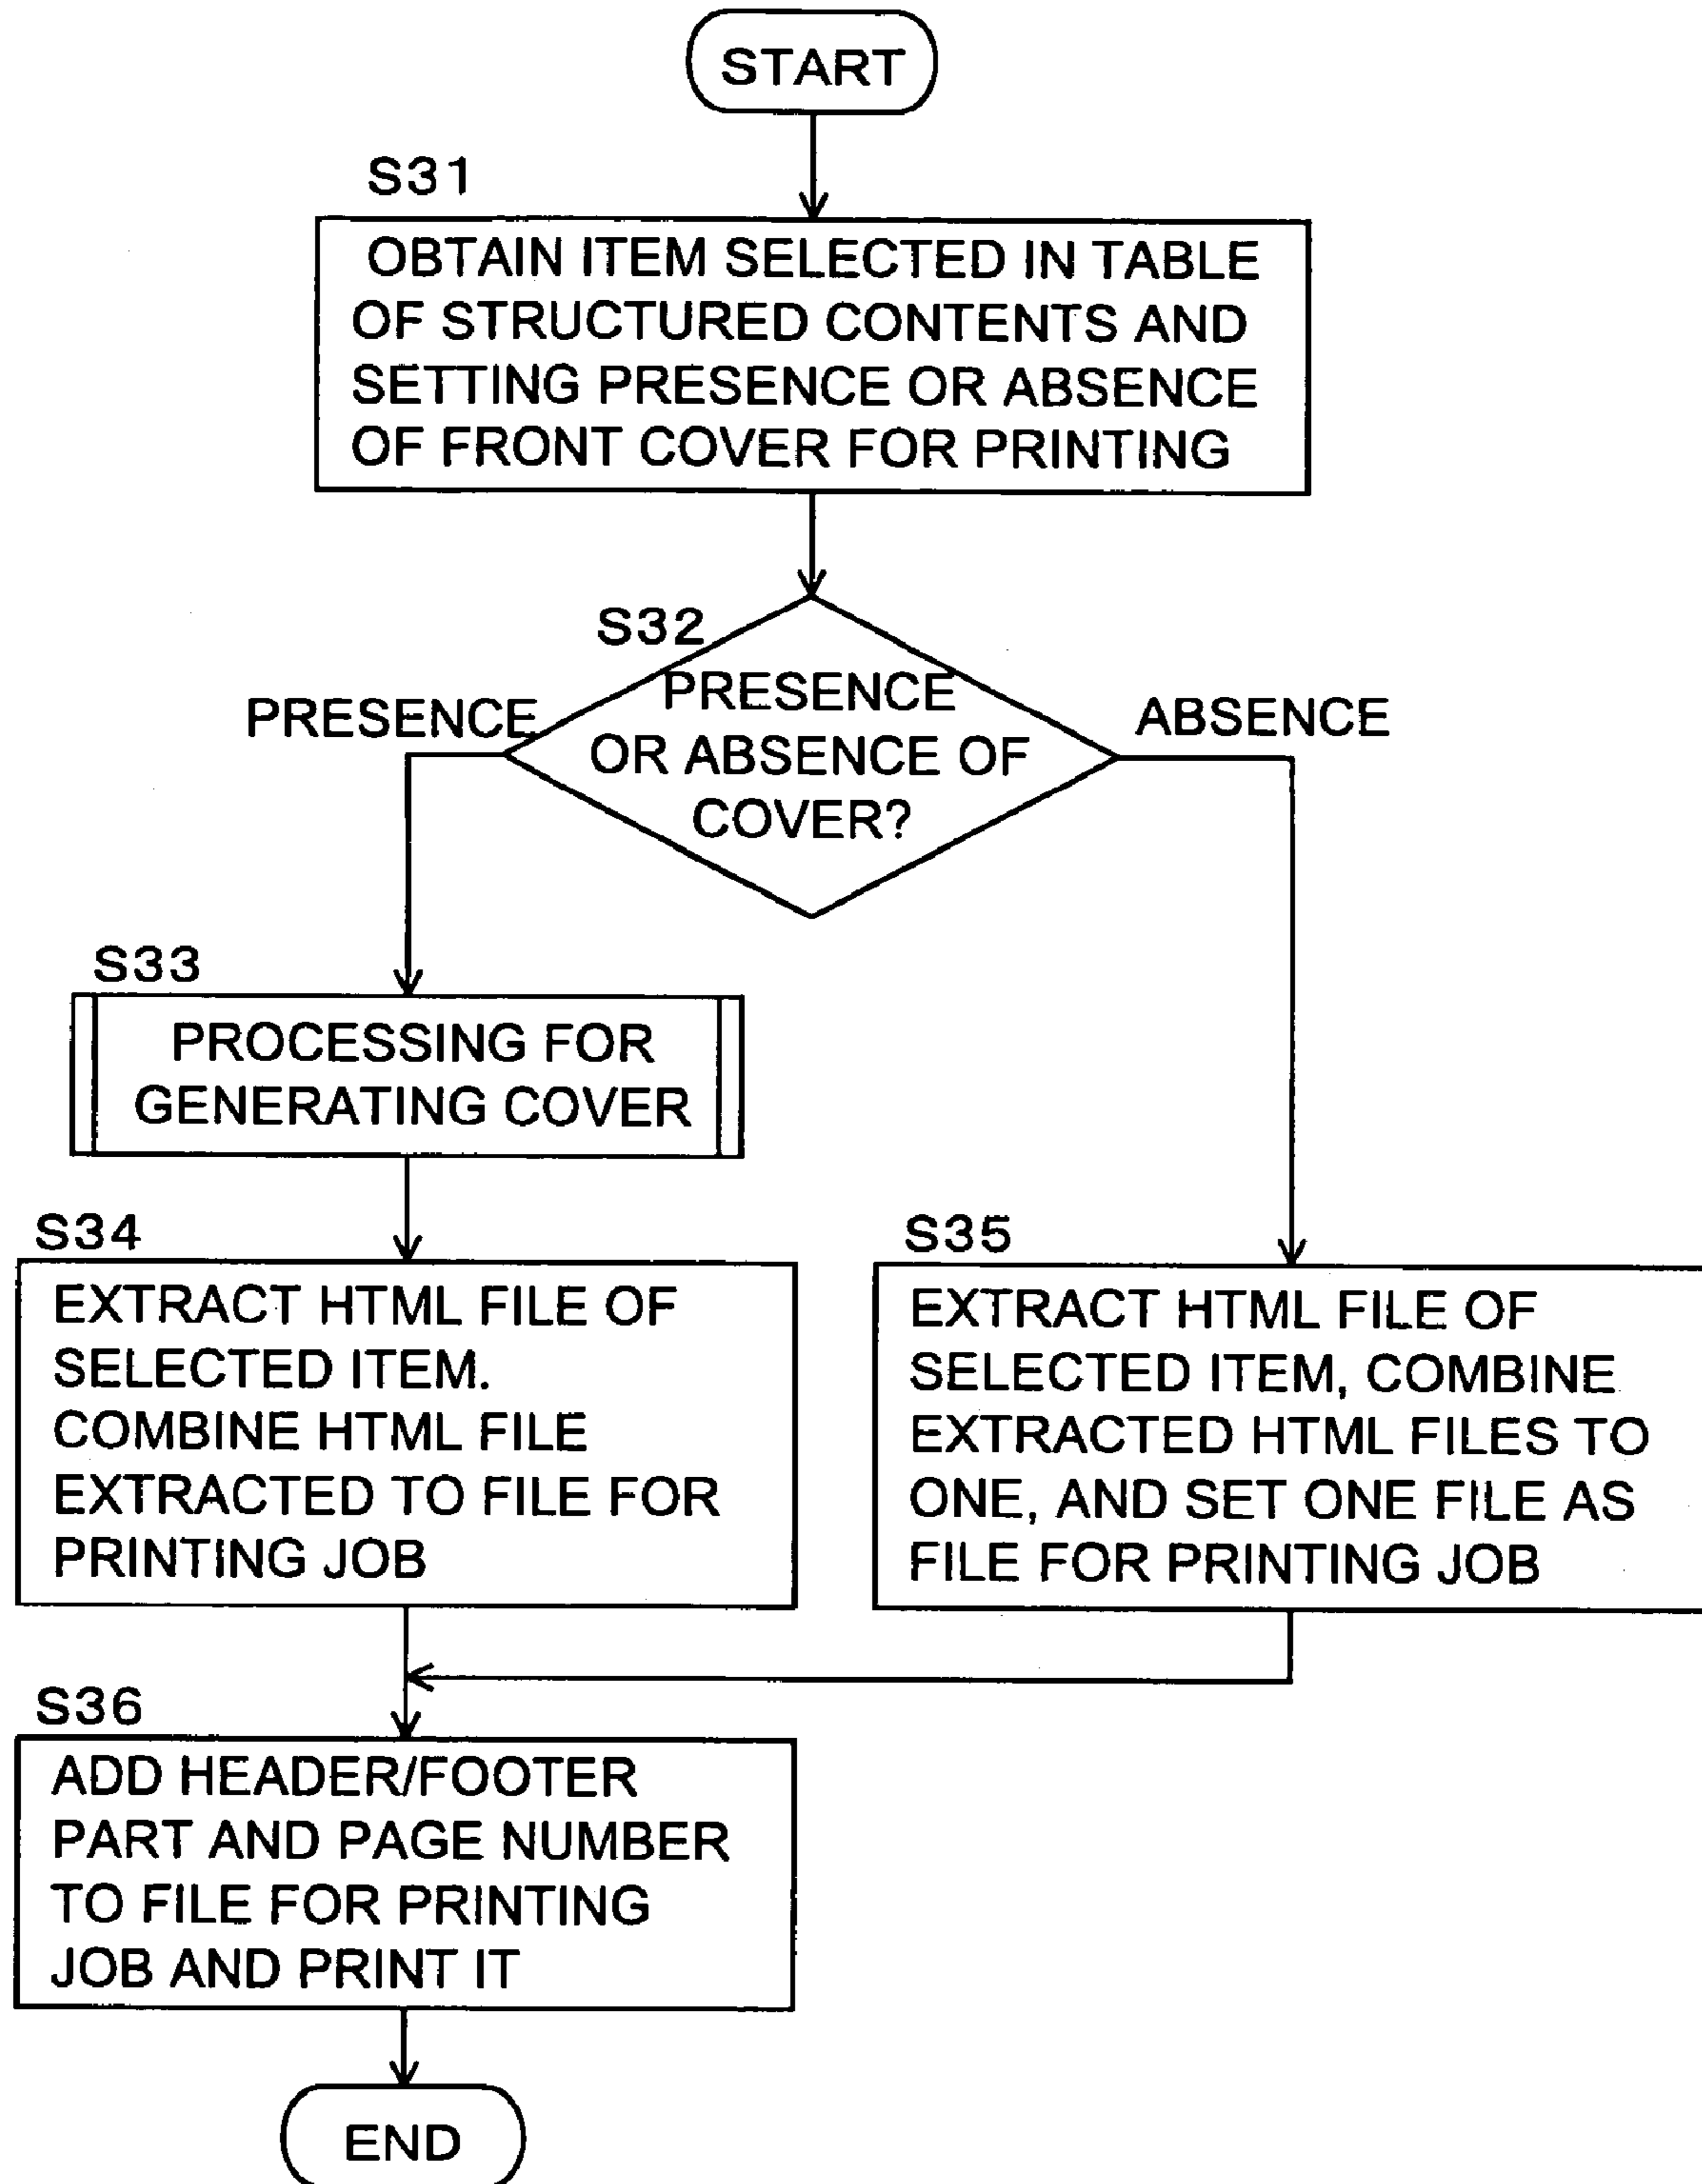 START
S31
OBTAIN ITEM SELECTED IN TABLE
OF STRUCTURED CONTENTS AND
SETTING PRESENCE OR ABSENCE
OF FRONT COVER FOR PRINTING
S32
PRESENCE
OR ABSENCE OF
COVER?
PRESENCE
ABSENCE
S33
PROCESSING FOR
GENERATING COVER
S34
EXTRACT HTML FILE OF
SELECTED ITEM.
COMBINE HTML FILE
EXTRACTED TO FILE FOR
PRINTING JOB
S35
EXTRACT HTML FILE OF
SELECTED ITEM, COMBINE
EXTRACTED HTML FILES TO
ONE, AND SET ONE FILE AS
FILE FOR PRINTING JOB
S36
ADD HEADER/FOOTER
PART AND PAGE NUMBER
TO FILE FOR PRINTING
JOB AND PRINT IT
END